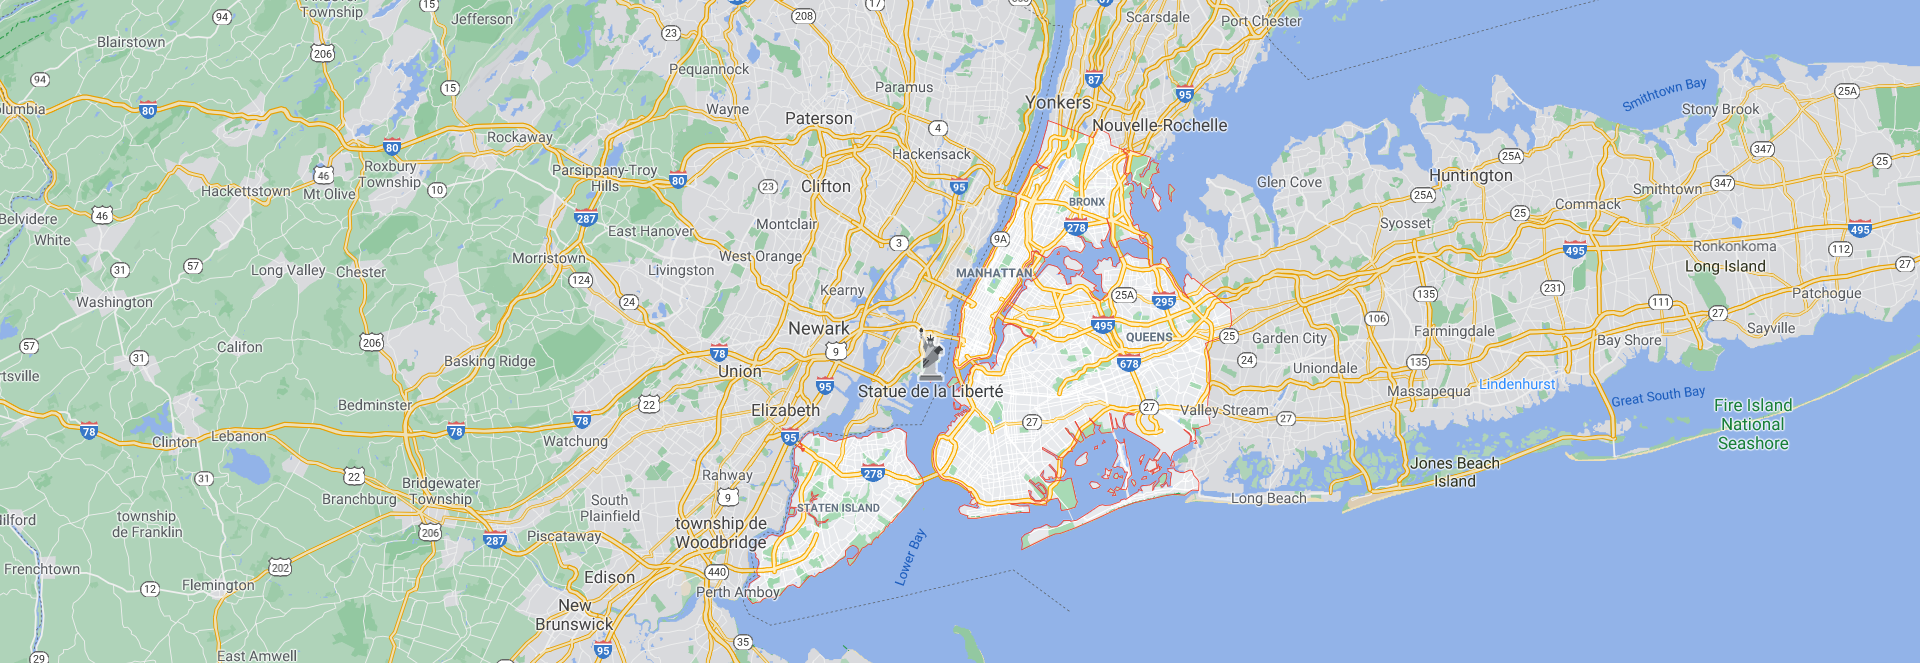 Township
15
Jefferson
94
Blairstown
206
23
208
17
Scarsdale
Port Chester
94
Pequannock
87
15
Paramus
95
Smithtown Bay
25A
80
Wayne
Yonkers
Stony Brook
Paterson
4
Nouvelle-Rochelle
Rockaway
80
Hackensack
347
25
Roxbury
Township
46
Parsippany-Troy
Hills
80
23
Clifton
95
25A
Glen Cove
Huntington
Hackettstown
Mt Olive
10
25A
347
Smithtown
BRONX
Commack
46
287
Belvidere
East Hanover
Montclair
278
Syosset
25
495
White
3
9A
495
Ronkonkoma
112
Morristown
West Orange
Long Island
27
31
57
Long Valley
Chester
Livingston
MANHATTAN
124
Kearny
25A
295
135
231
Patchogue
Washington
24
111
27
Newark
495
QUEENS
106
Farmingdale
Sayville
57
206
Califon
9
25
Garden City
Bay Shore
31
Basking Ridge
78
24
678
135
Uniondale
Union
95
Statue de la Liberté
Massapequa
Lindenhurst
Great South Bay
Bedminster
22
Elizabeth
27
27
Valley Stream
27
Fire Island
National
Seashore
78
Clinton
Lebanon
78
78
Watchung
95
31
22
Rahway
278
Jones Beach
Island
Branchburg
Bridgewater
Township
9
Long Beach
South
Plainfield
STATEN ISLAND
township
de Franklin
206
287
Piscataway
township de
Woodbridge
Lower Bay
Frenchtown
202
Edison
440
12
Flemington
Perth Amboy
New
Brunswick
35
95
East Amwell
29